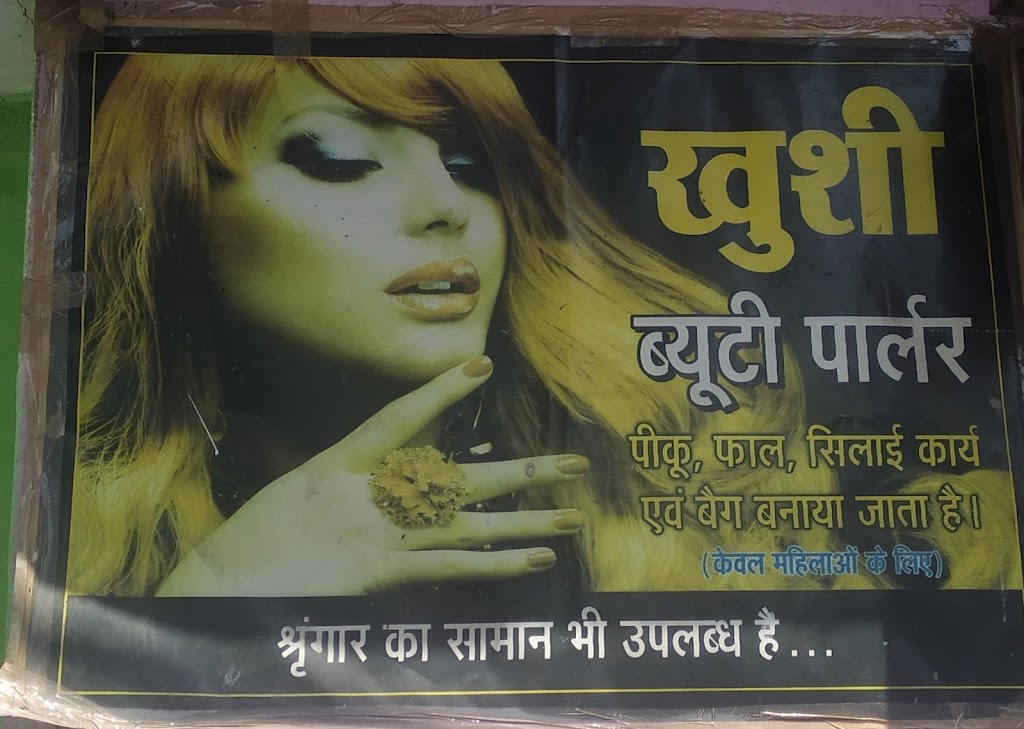 खुशी
ब्यूटी पार्लर
पीकू, फाल, सिलाई कार्य
एवं बैग बनाया जाता है।
(केवल महिलाओं के लिए)
श्रृंगार का सामान भी उपलब्ध है...